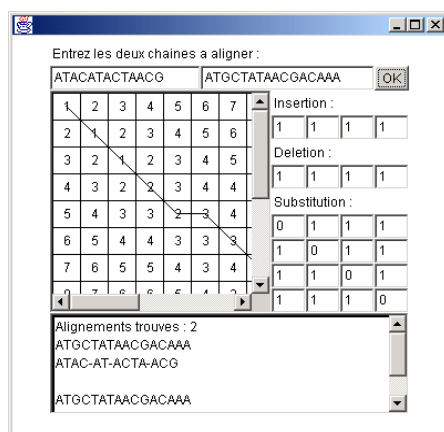 Entrez les deux chaines a aligner :
ATACATACTAACG ATGCTATAACGACAAA OK
1 2 3 4 5 6 7
2 1 2 3 4 5 6
3 2 1 2 3 4 5
4 3 2 2 3 4 4
5 4 3 3 2 3 4
6 5 4 4 3 3 3
7 6 5 5 4 3 4
Insertion :
1 1 1 1
Deletion :
1 1 1 1
Substitution :
0 1 1 1
1 0 1 1
1 1 0 1
1 1 1 0
Alignements trouves : 2
ATGCTATAACGACAAA
ATAC-AT-ACTA-ACG
ATGCTATAACGACAAA